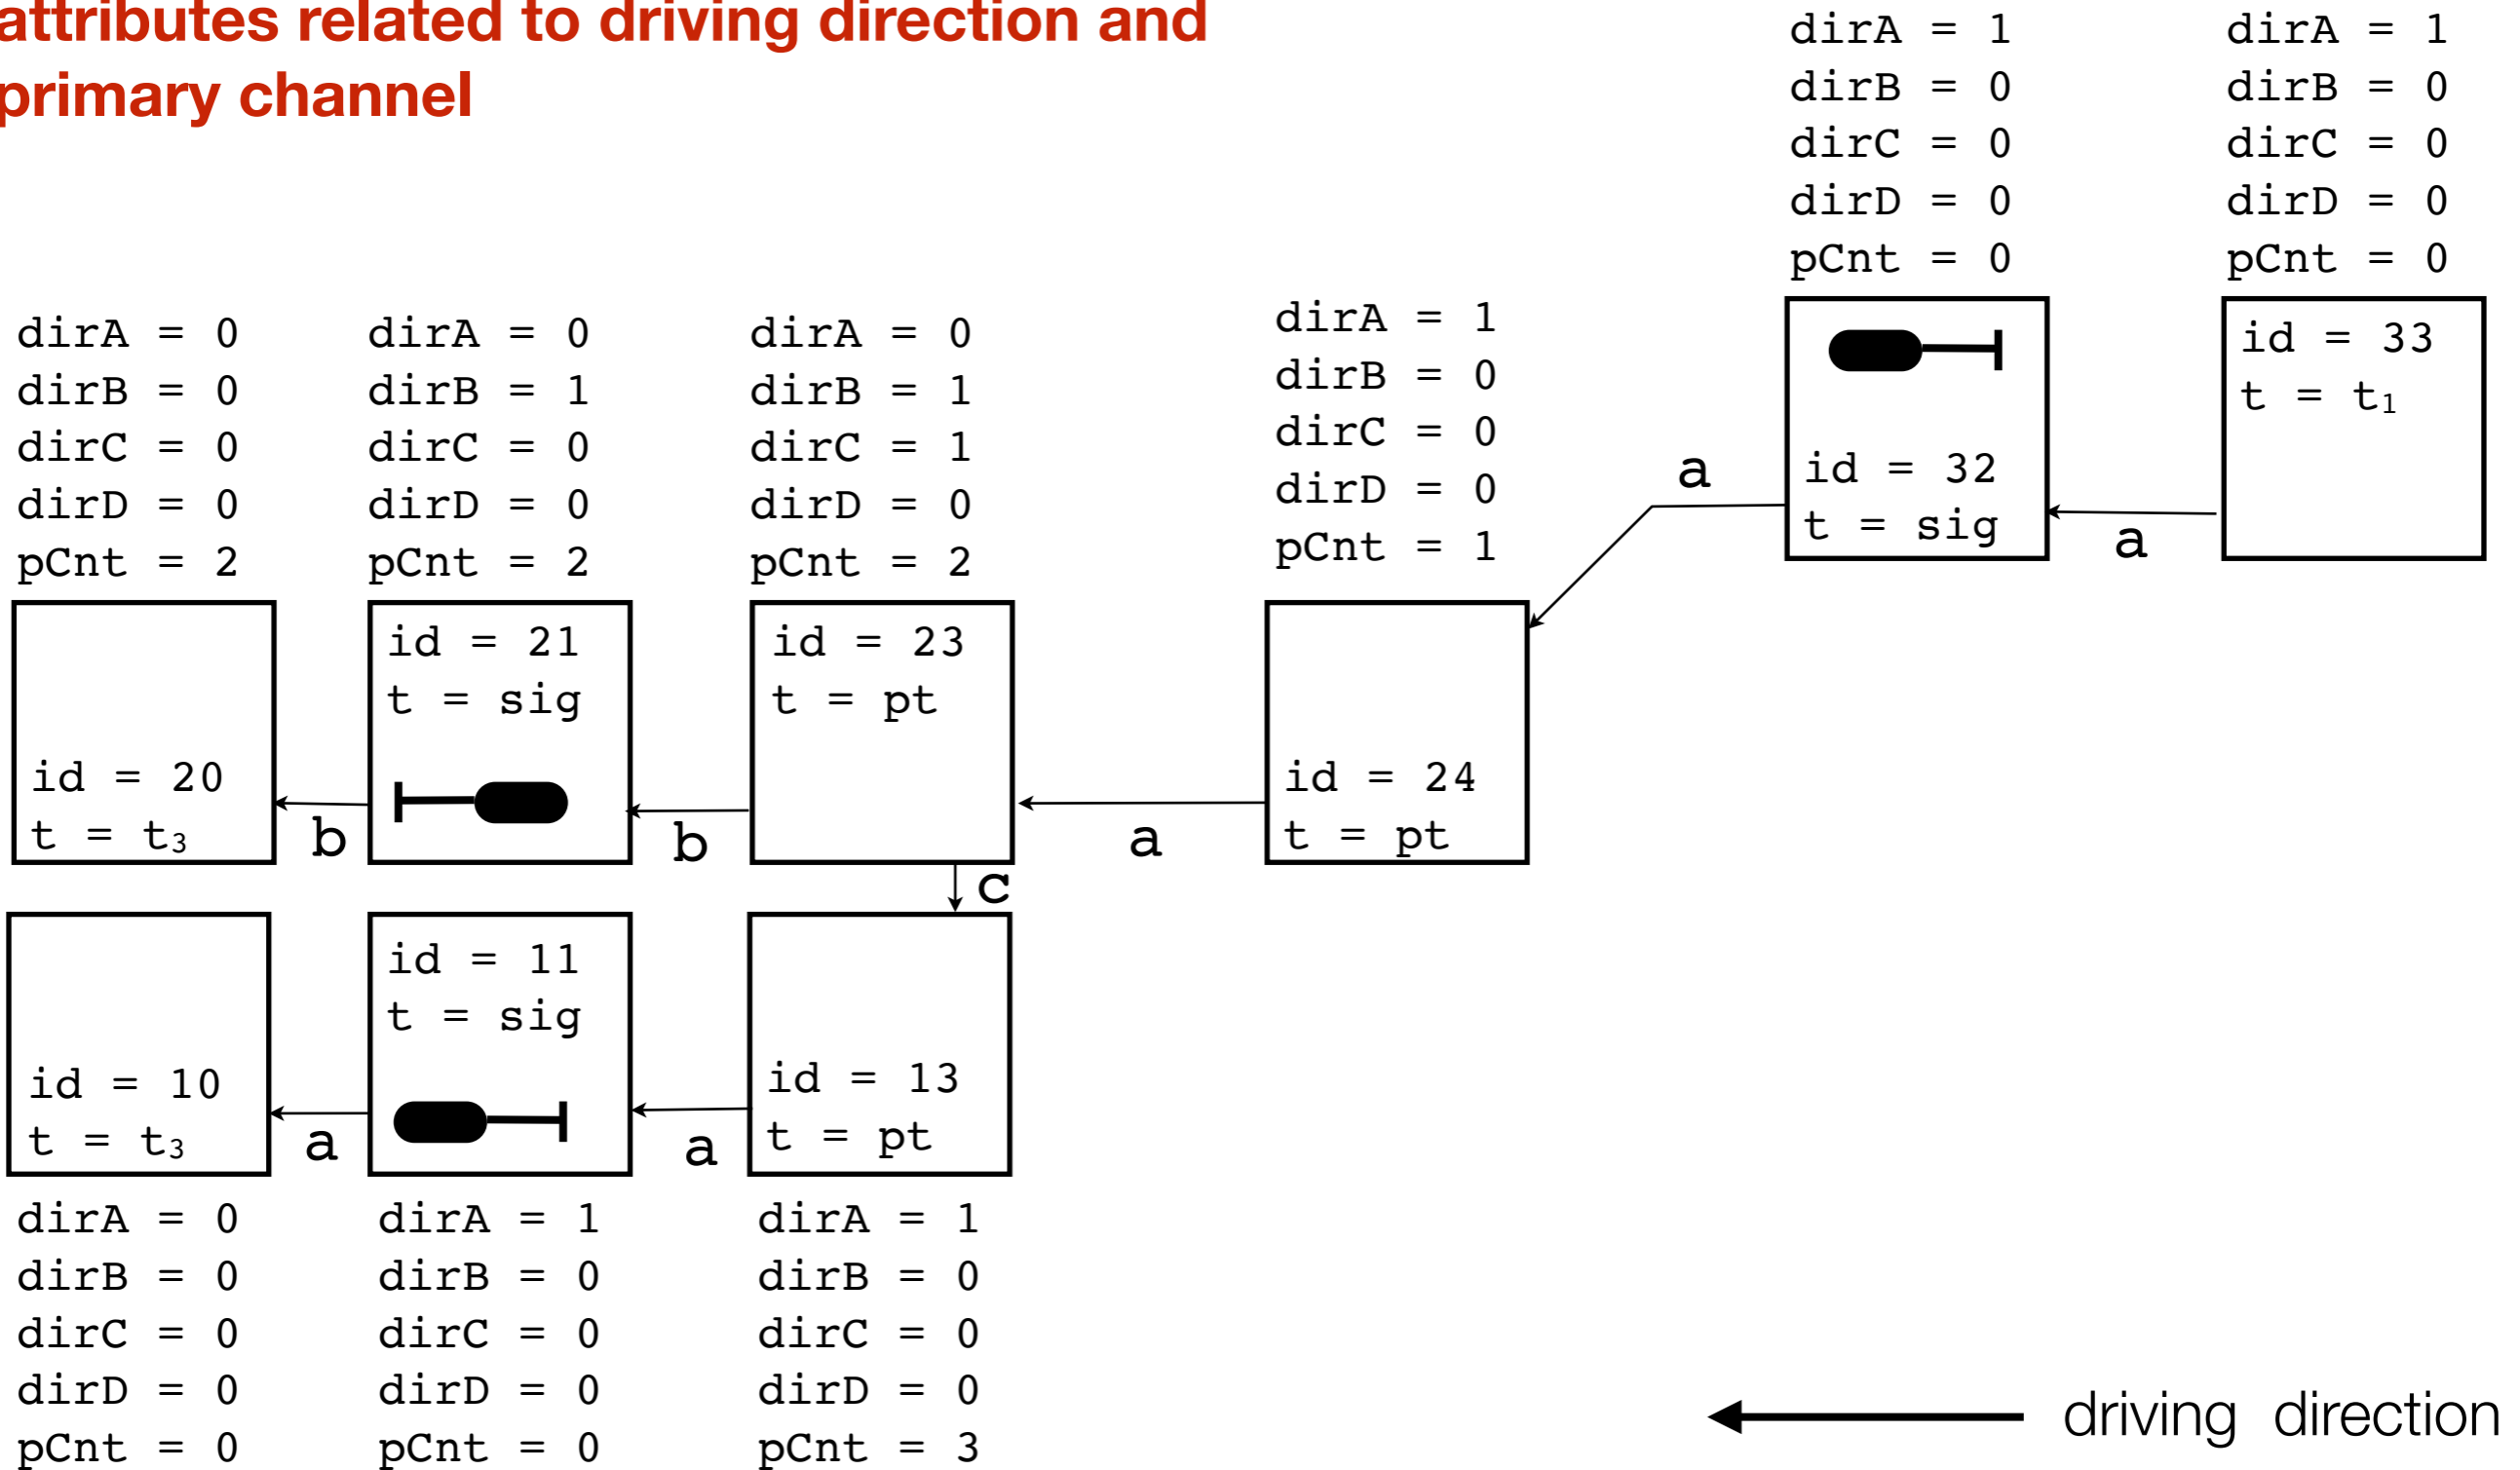 attributes related to driving direction and
primary channel
dirA = 1
dirB = 0
dirC = 0
dirD = 0
pCnt = 0
dirA = 1
dirB = 0
dirC = 0
dirD = 0
pCnt = 0
dirA = 0
dirB = 0
dirC = 0
dirD = 0
pCnt = 2
dirA = 0
dirB = 1
dirC = 0
dirD = 0
pCnt = 2
dirA = 0
dirB = 1
dirC = 1
dirD = 0
pCnt = 2
dirA = 1
dirB = 0
dirC = 0
dirD = 0
pCnt = 1
id = 32
t = sig
id = 33
t = t₁
a
a
id = 20
t = t₃
b
id = 21
t = sig
b
id = 23
t = pt
a
id = 24
t = pt
c
id = 10
t = t₃
a
id = 11
t = sig
a
id = 13
t = pt
dirA = 0
dirB = 0
dirC = 0
dirD = 0
pCnt = 0
dirA = 1
dirB = 0
dirC = 0
dirD = 0
pCnt = 0
dirA = 1
dirB = 0
dirC = 0
dirD = 0
pCnt = 3
driving direction